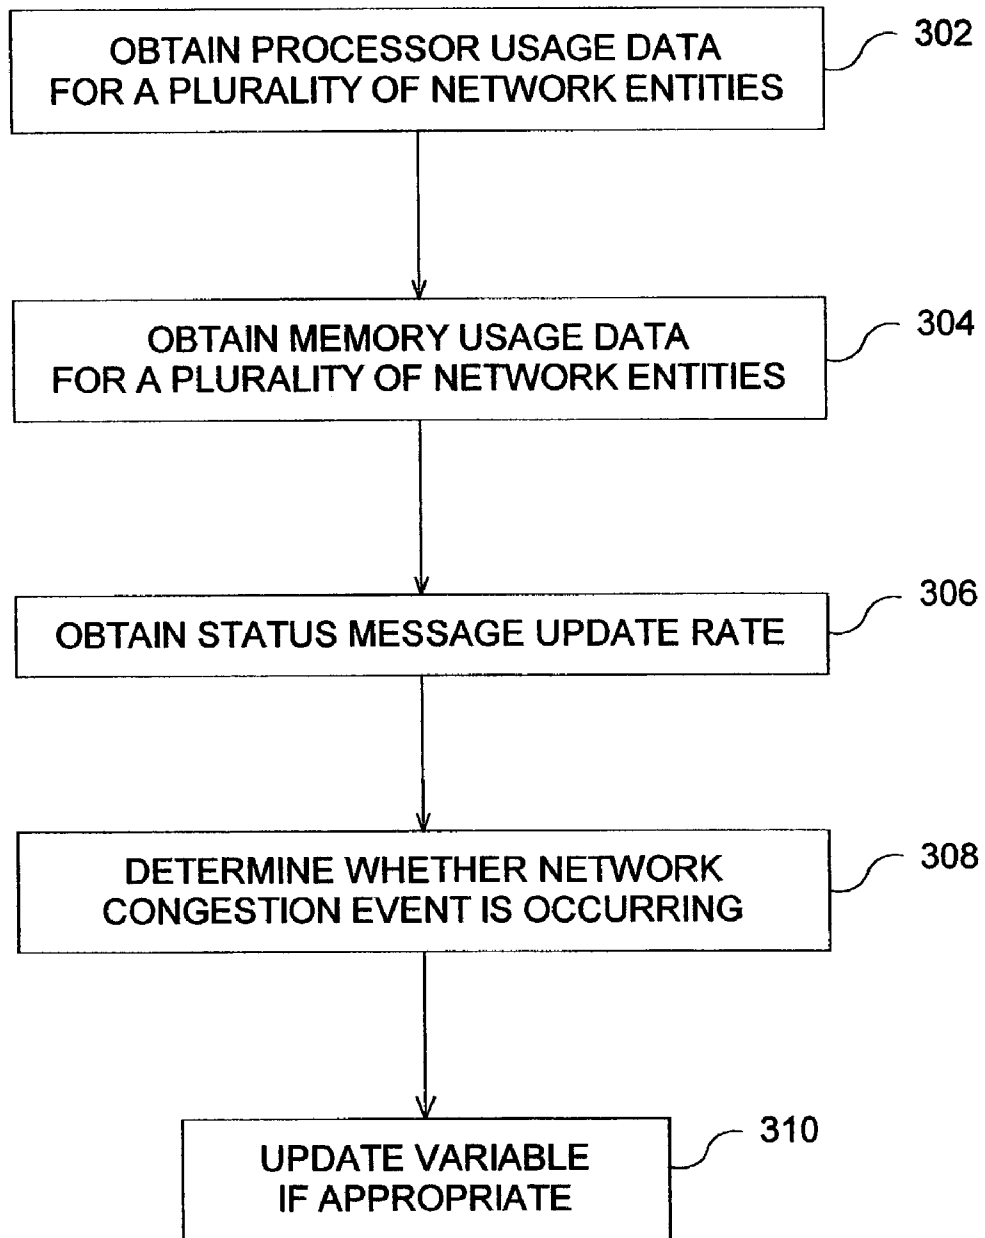 OBTAIN PROCESSOR USAGE DATA
FOR A PLURALITY OF NETWORK ENTITIES
302
OBTAIN MEMORY USAGE DATA
FOR A PLURALITY OF NETWORK ENTITIES
304
OBTAIN STATUS MESSAGE UPDATE RATE
306
DETERMINE WHETHER NETWORK
CONGESTION EVENT IS OCCURRING
308
UPDATE VARIABLE
IF APPROPRIATE
310